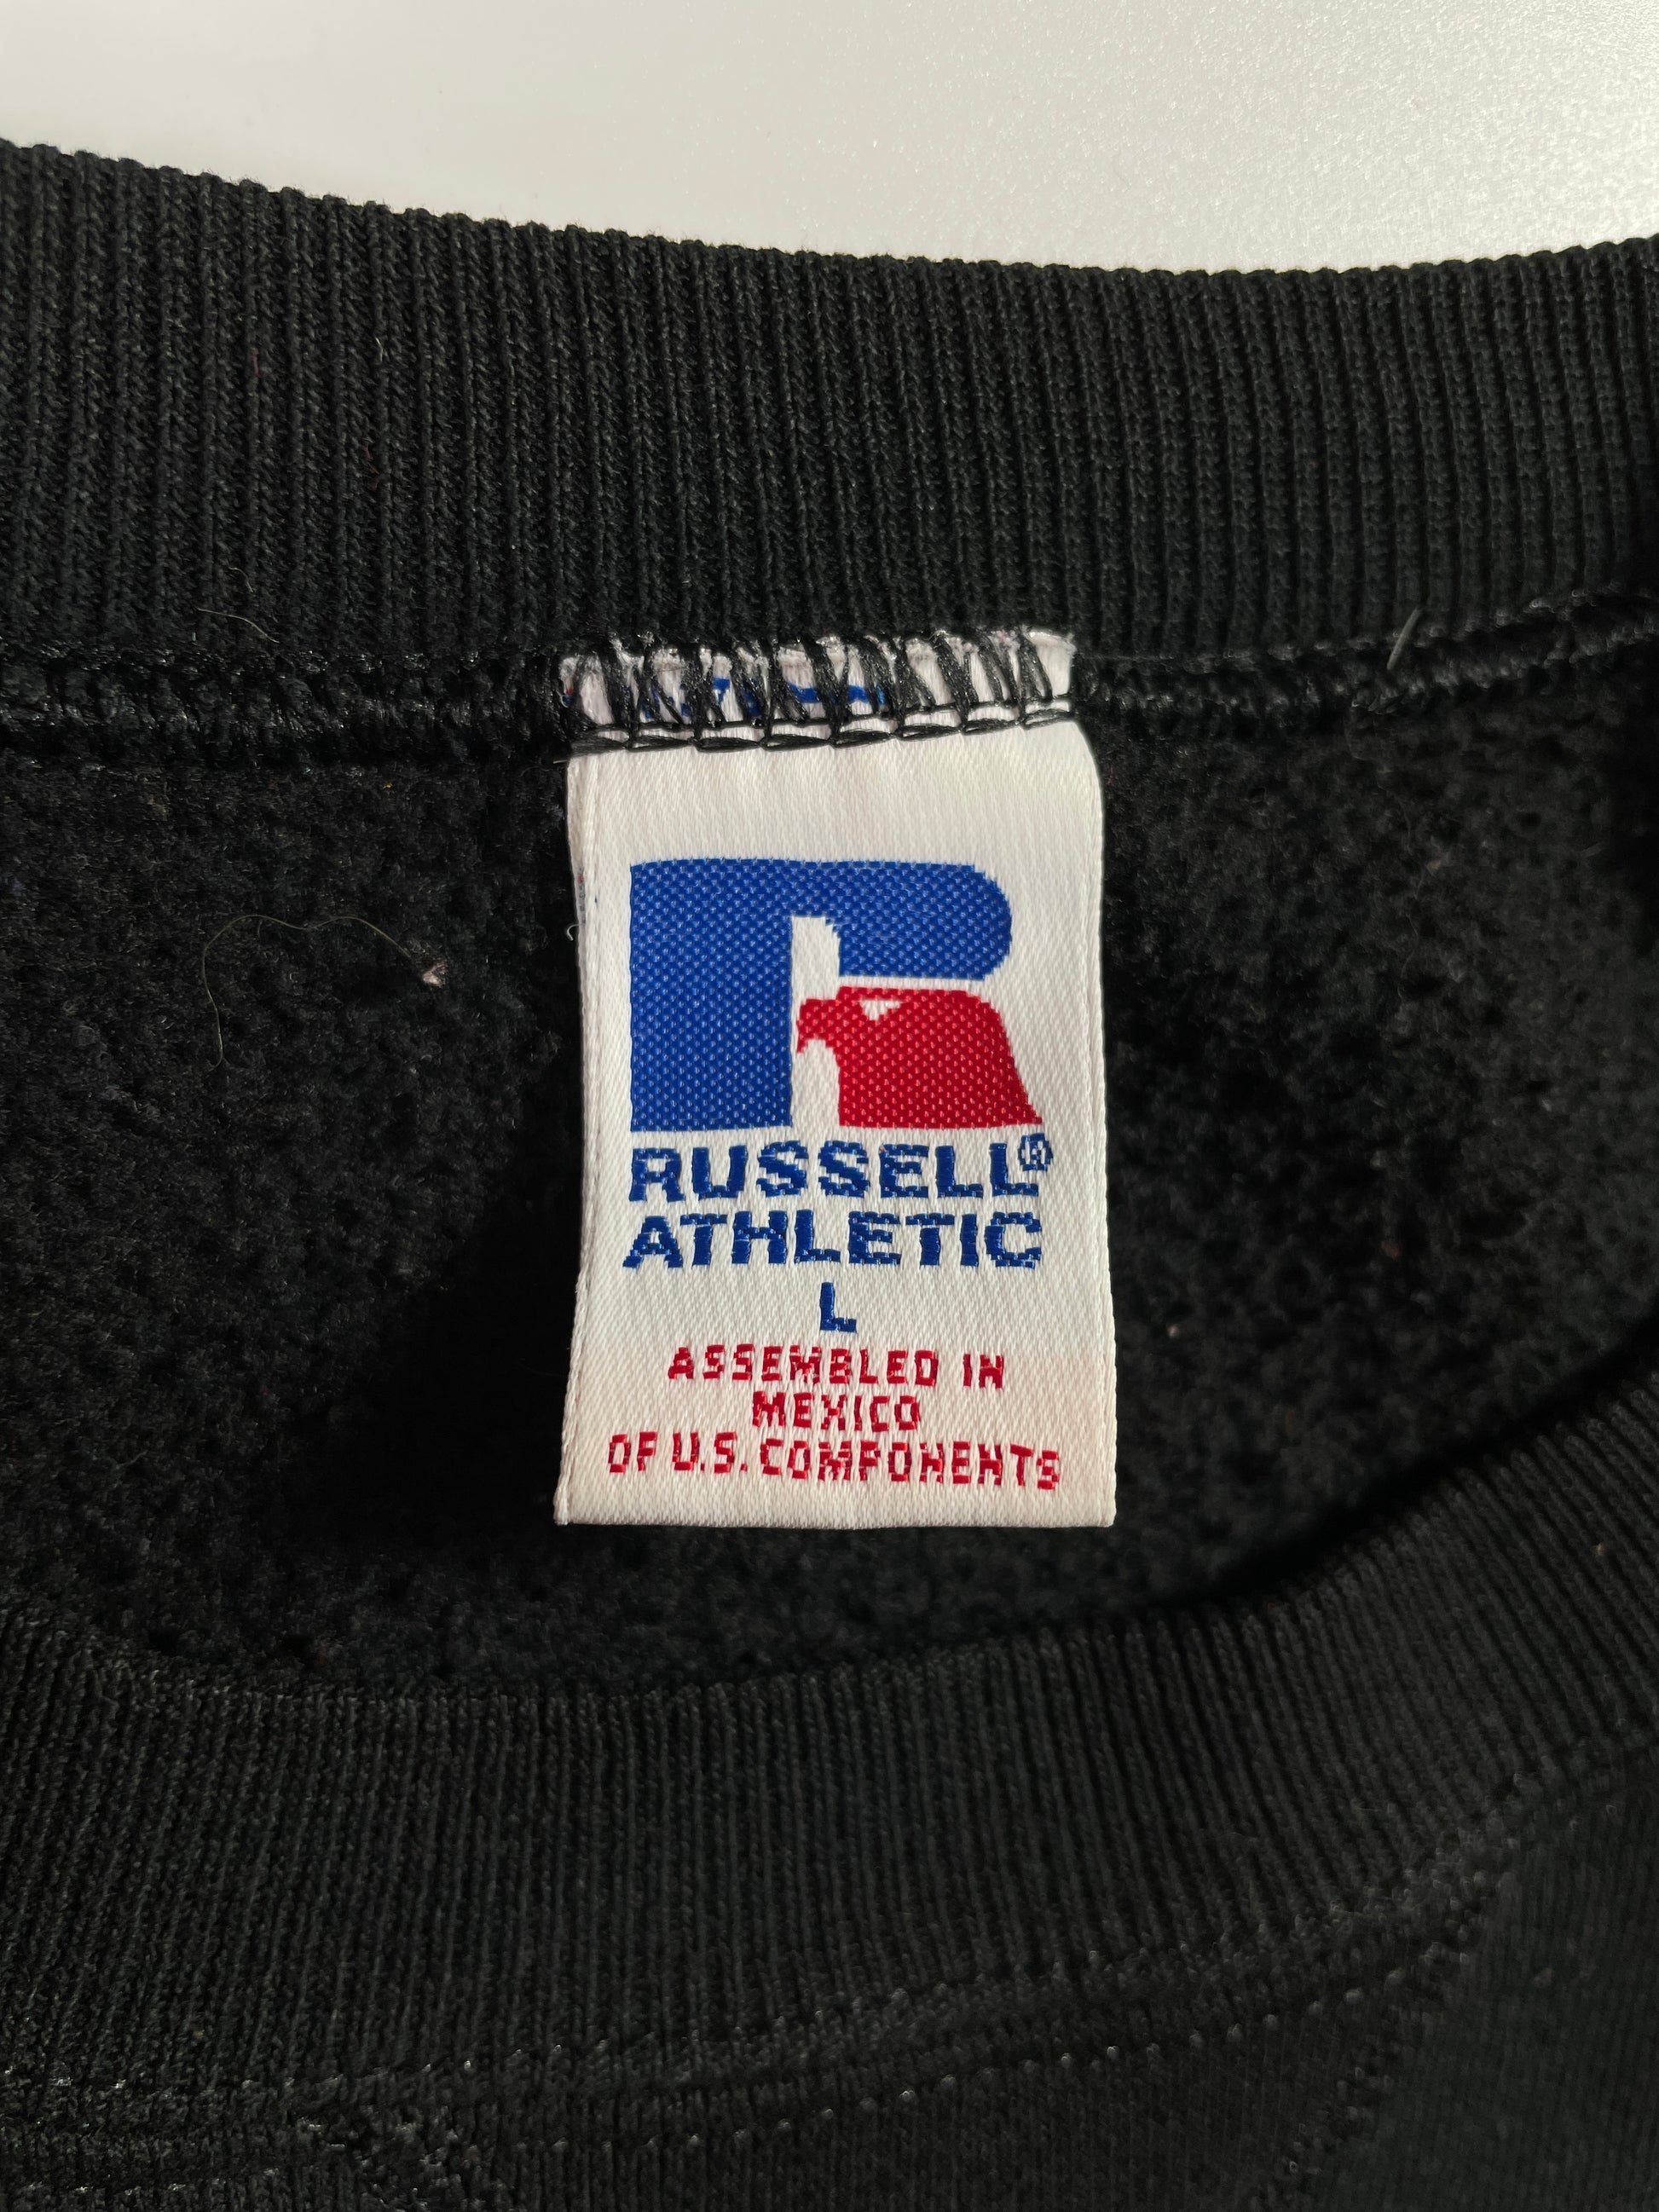 RUSSELL®
ATHLETIC
L
ASSEMBLED IN
MEXICO
OF U.S. COMPONENTS